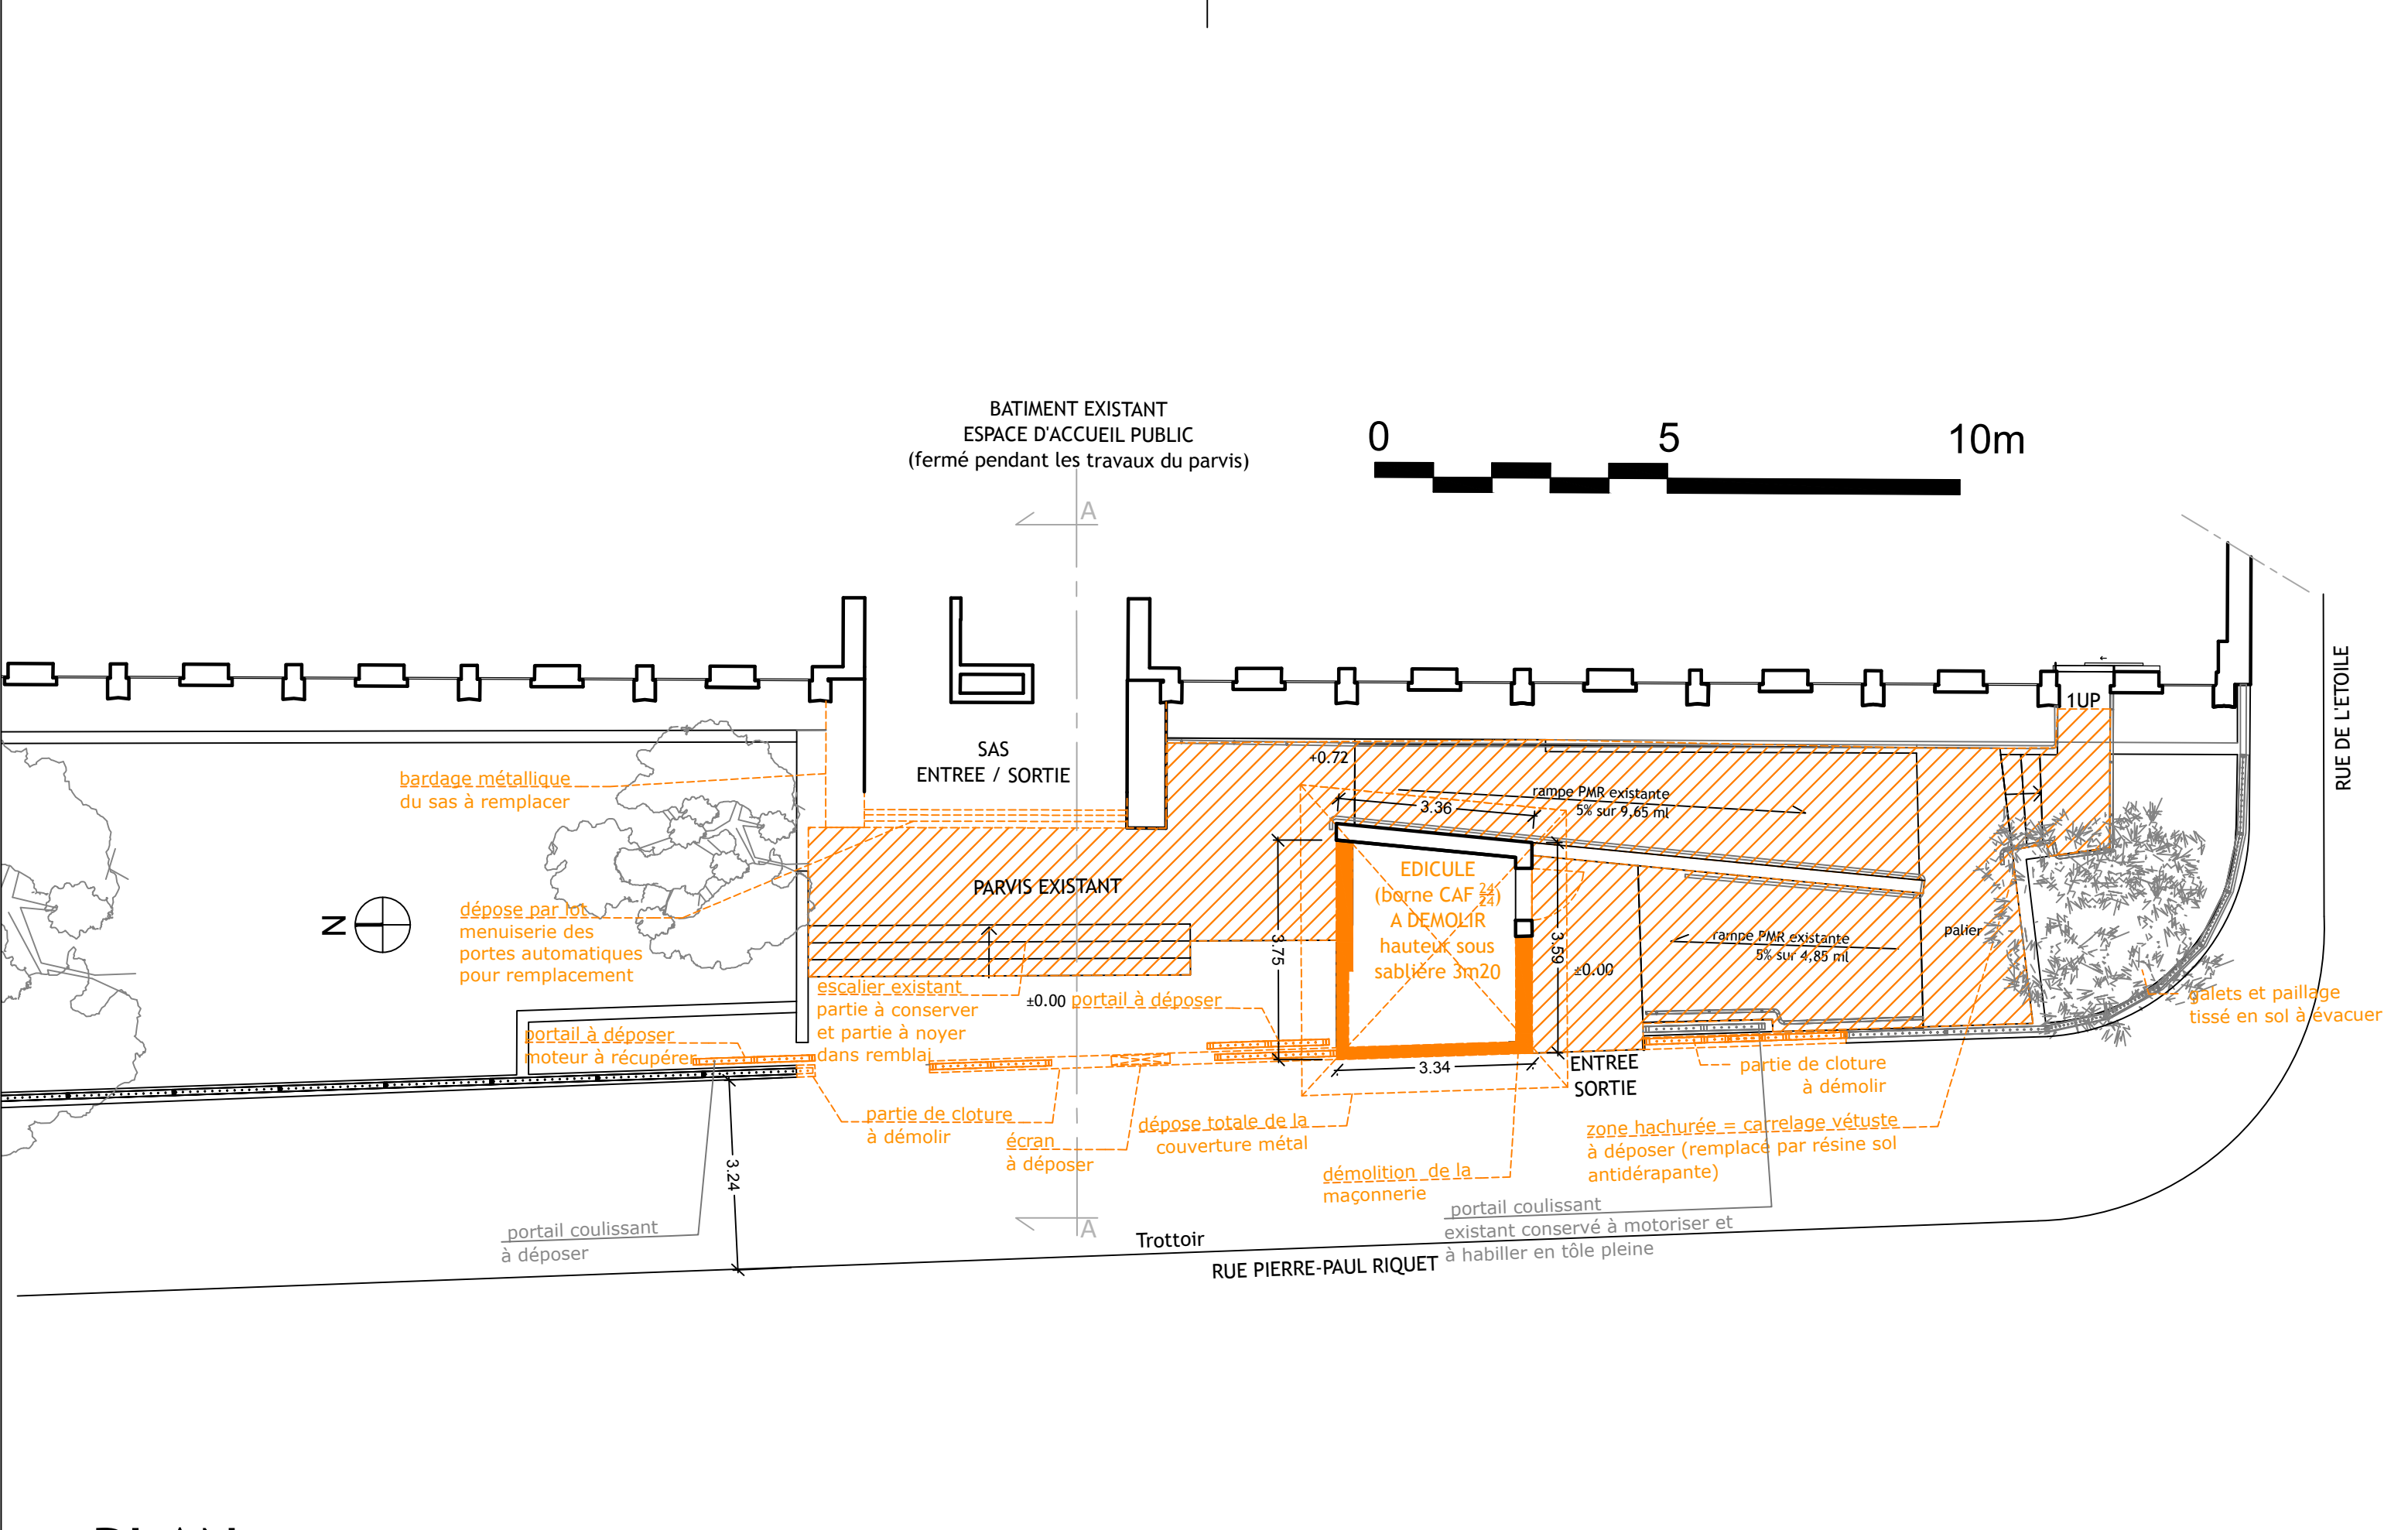 BATIMENT EXISTANT
ESPACE D'ACCUEIL PUBLIC
(fermé pendant les travaux du parvis)
0 5 10m
A
RUE DE L'ETOILE
1UP
SAS
ENTREE / SORTIE
+0.72
bardage métallique
du sas à remplacer
rampe PMR existante
5% sur 9,65 ml
3.36
PARVIS EXISTANT
EDICULE
(borne CAF 24/24)
A DEMOLIR
hauteur sous
sablière 3m20
N
dépose par lot
menuiserie des
portes automatiques
pour remplacement
3.75
3.59
±0.00
rampe PMR existante
5% sur 4,85 ml
palier
escalier existant
partie à conserver
et partie à noyer
dans remblai
±0.00
portail à déposer
galets et paillage
tissé en sol à évacuer
portail à déposer
moteur à récupérer
3.34
ENTREE
SORTIE
partie de cloture
à démolir
partie de cloture
à démolir
écran
à déposer
dépose totale de la
couverture métal
zone hachurée = carrelage vétuste
à déposer (remplacé par résine sol
antidérapante)
3.24
démolition de la
maçonnerie
portail coulissant
à déposer
portail coulissant
existant conservé à motoriser et
à habiller en tôle pleine
A
Trottoir
RUE PIERRE-PAUL RIQUET